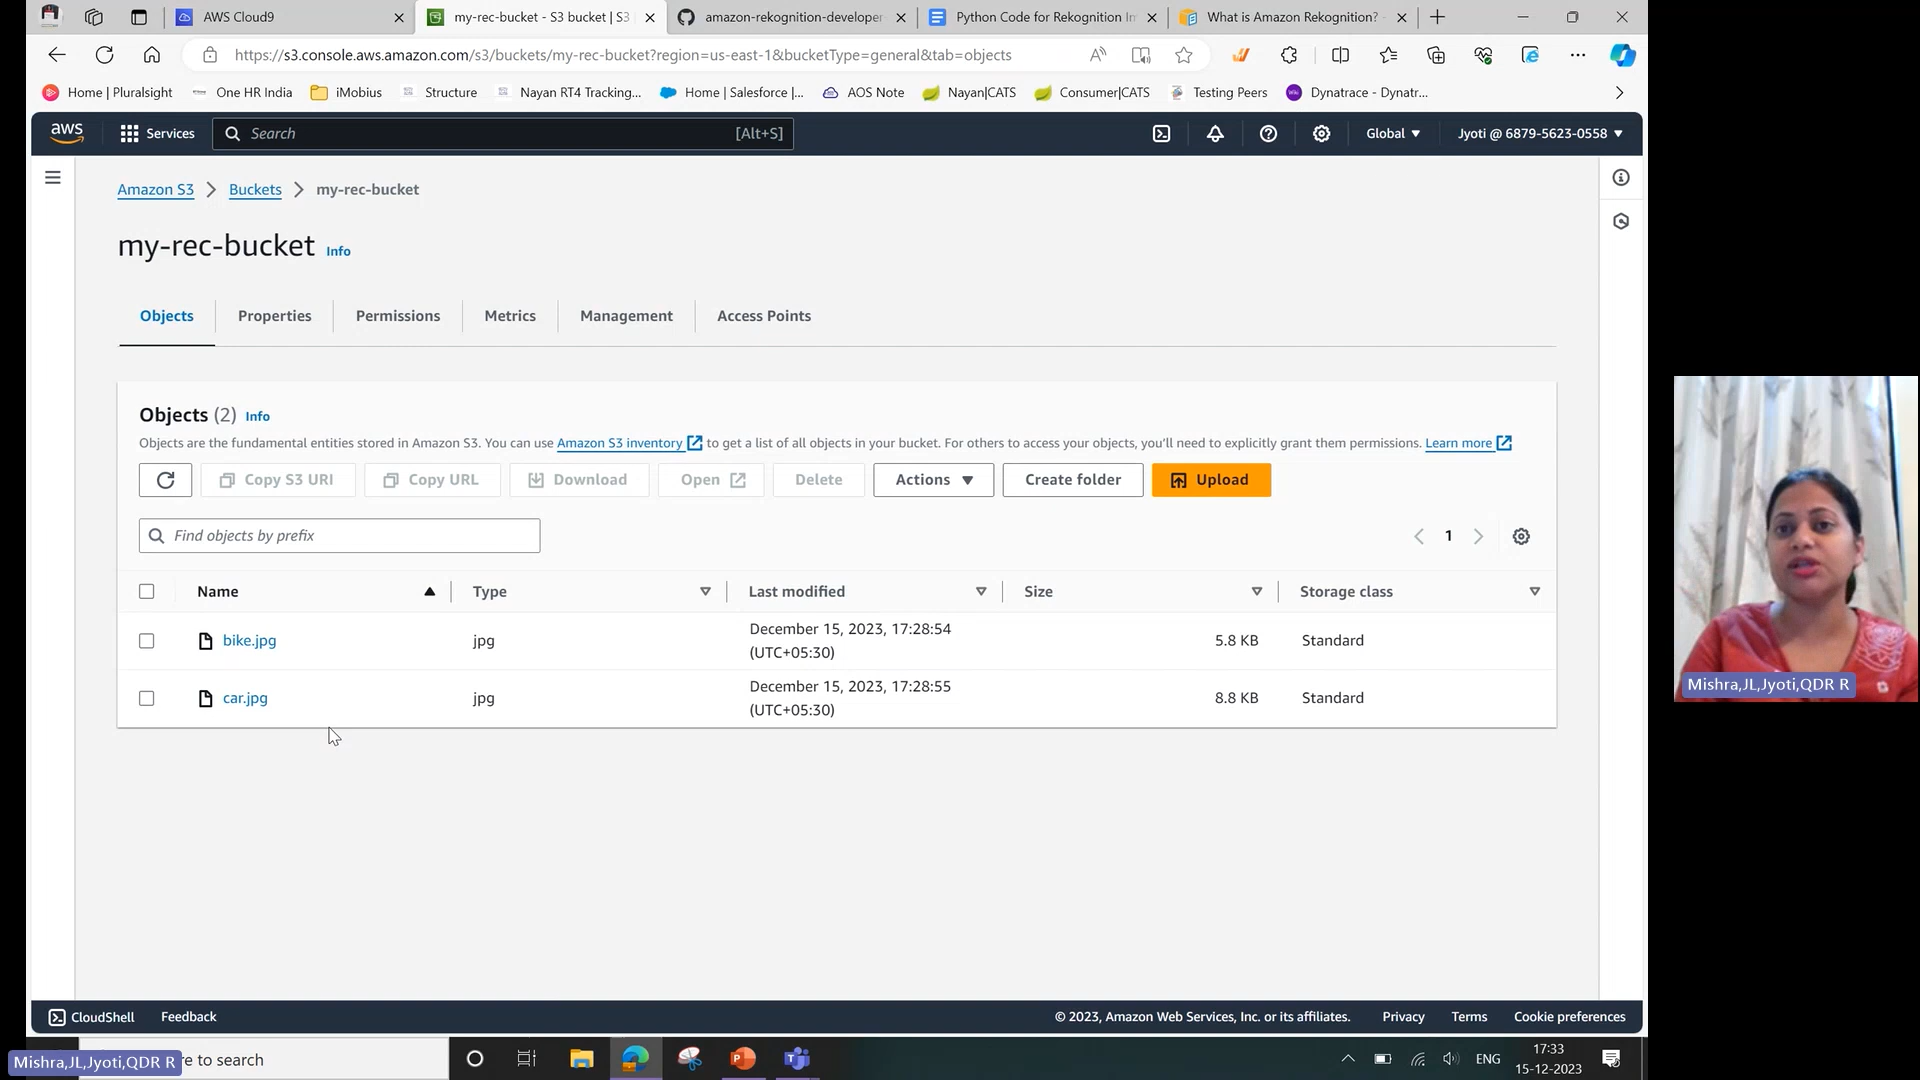 AWS Cloud9
my-rec-bucket - S3 bucket | S3
amazon-rekognition-developer
Python Code for Rekognition Im
What is Amazon Rekognition? -
https://s3.console.aws.amazon.com/s3/buckets/my-rec-bucket?region=us-east-1&bucketType=general&tab=objects
Home | Pluralsight
One HR India
iMobius
Structure
Nayan RT4 Tracking...
Home | Salesforce |...
AOS Note
Nayan|CATS
Consumer|CATS
Testing Peers
Dynatrace - Dynatr...
aws
Services
Search
[Alt+S]
Global
Jyoti @ 6879-5623-0558
Amazon S3
Buckets
my-rec-bucket
my-rec-bucket Info
Objects
Properties
Permissions
Metrics
Management
Access Points
Objects (2) Info
Objects are the fundamental entities stored in Amazon S3. You can use Amazon S3 inventory to get a list of all objects in your bucket. For others to access your objects, you'll need to explicitly grant them permissions. Learn more
Copy S3 URI
Copy URL
Download
Open
Delete
Actions
Create folder
Upload
Find objects by prefix
1
Name
Type
Last modified
Size
Storage class
bike.jpg
jpg
December 15, 2023, 17:28:54
(UTC+05:30)
5.8 KB
Standard
car.jpg
jpg
December 15, 2023, 17:28:55
(UTC+05:30)
8.8 KB
Standard
Mishra,JL,Jyoti,QDR R
CloudShell
Feedback
© 2023, Amazon Web Services, Inc. or its affiliates.
Privacy
Terms
Cookie preferences
Mishra,JL,Jyoti,QDR R
re to search
ENG
17:33
15-12-2023